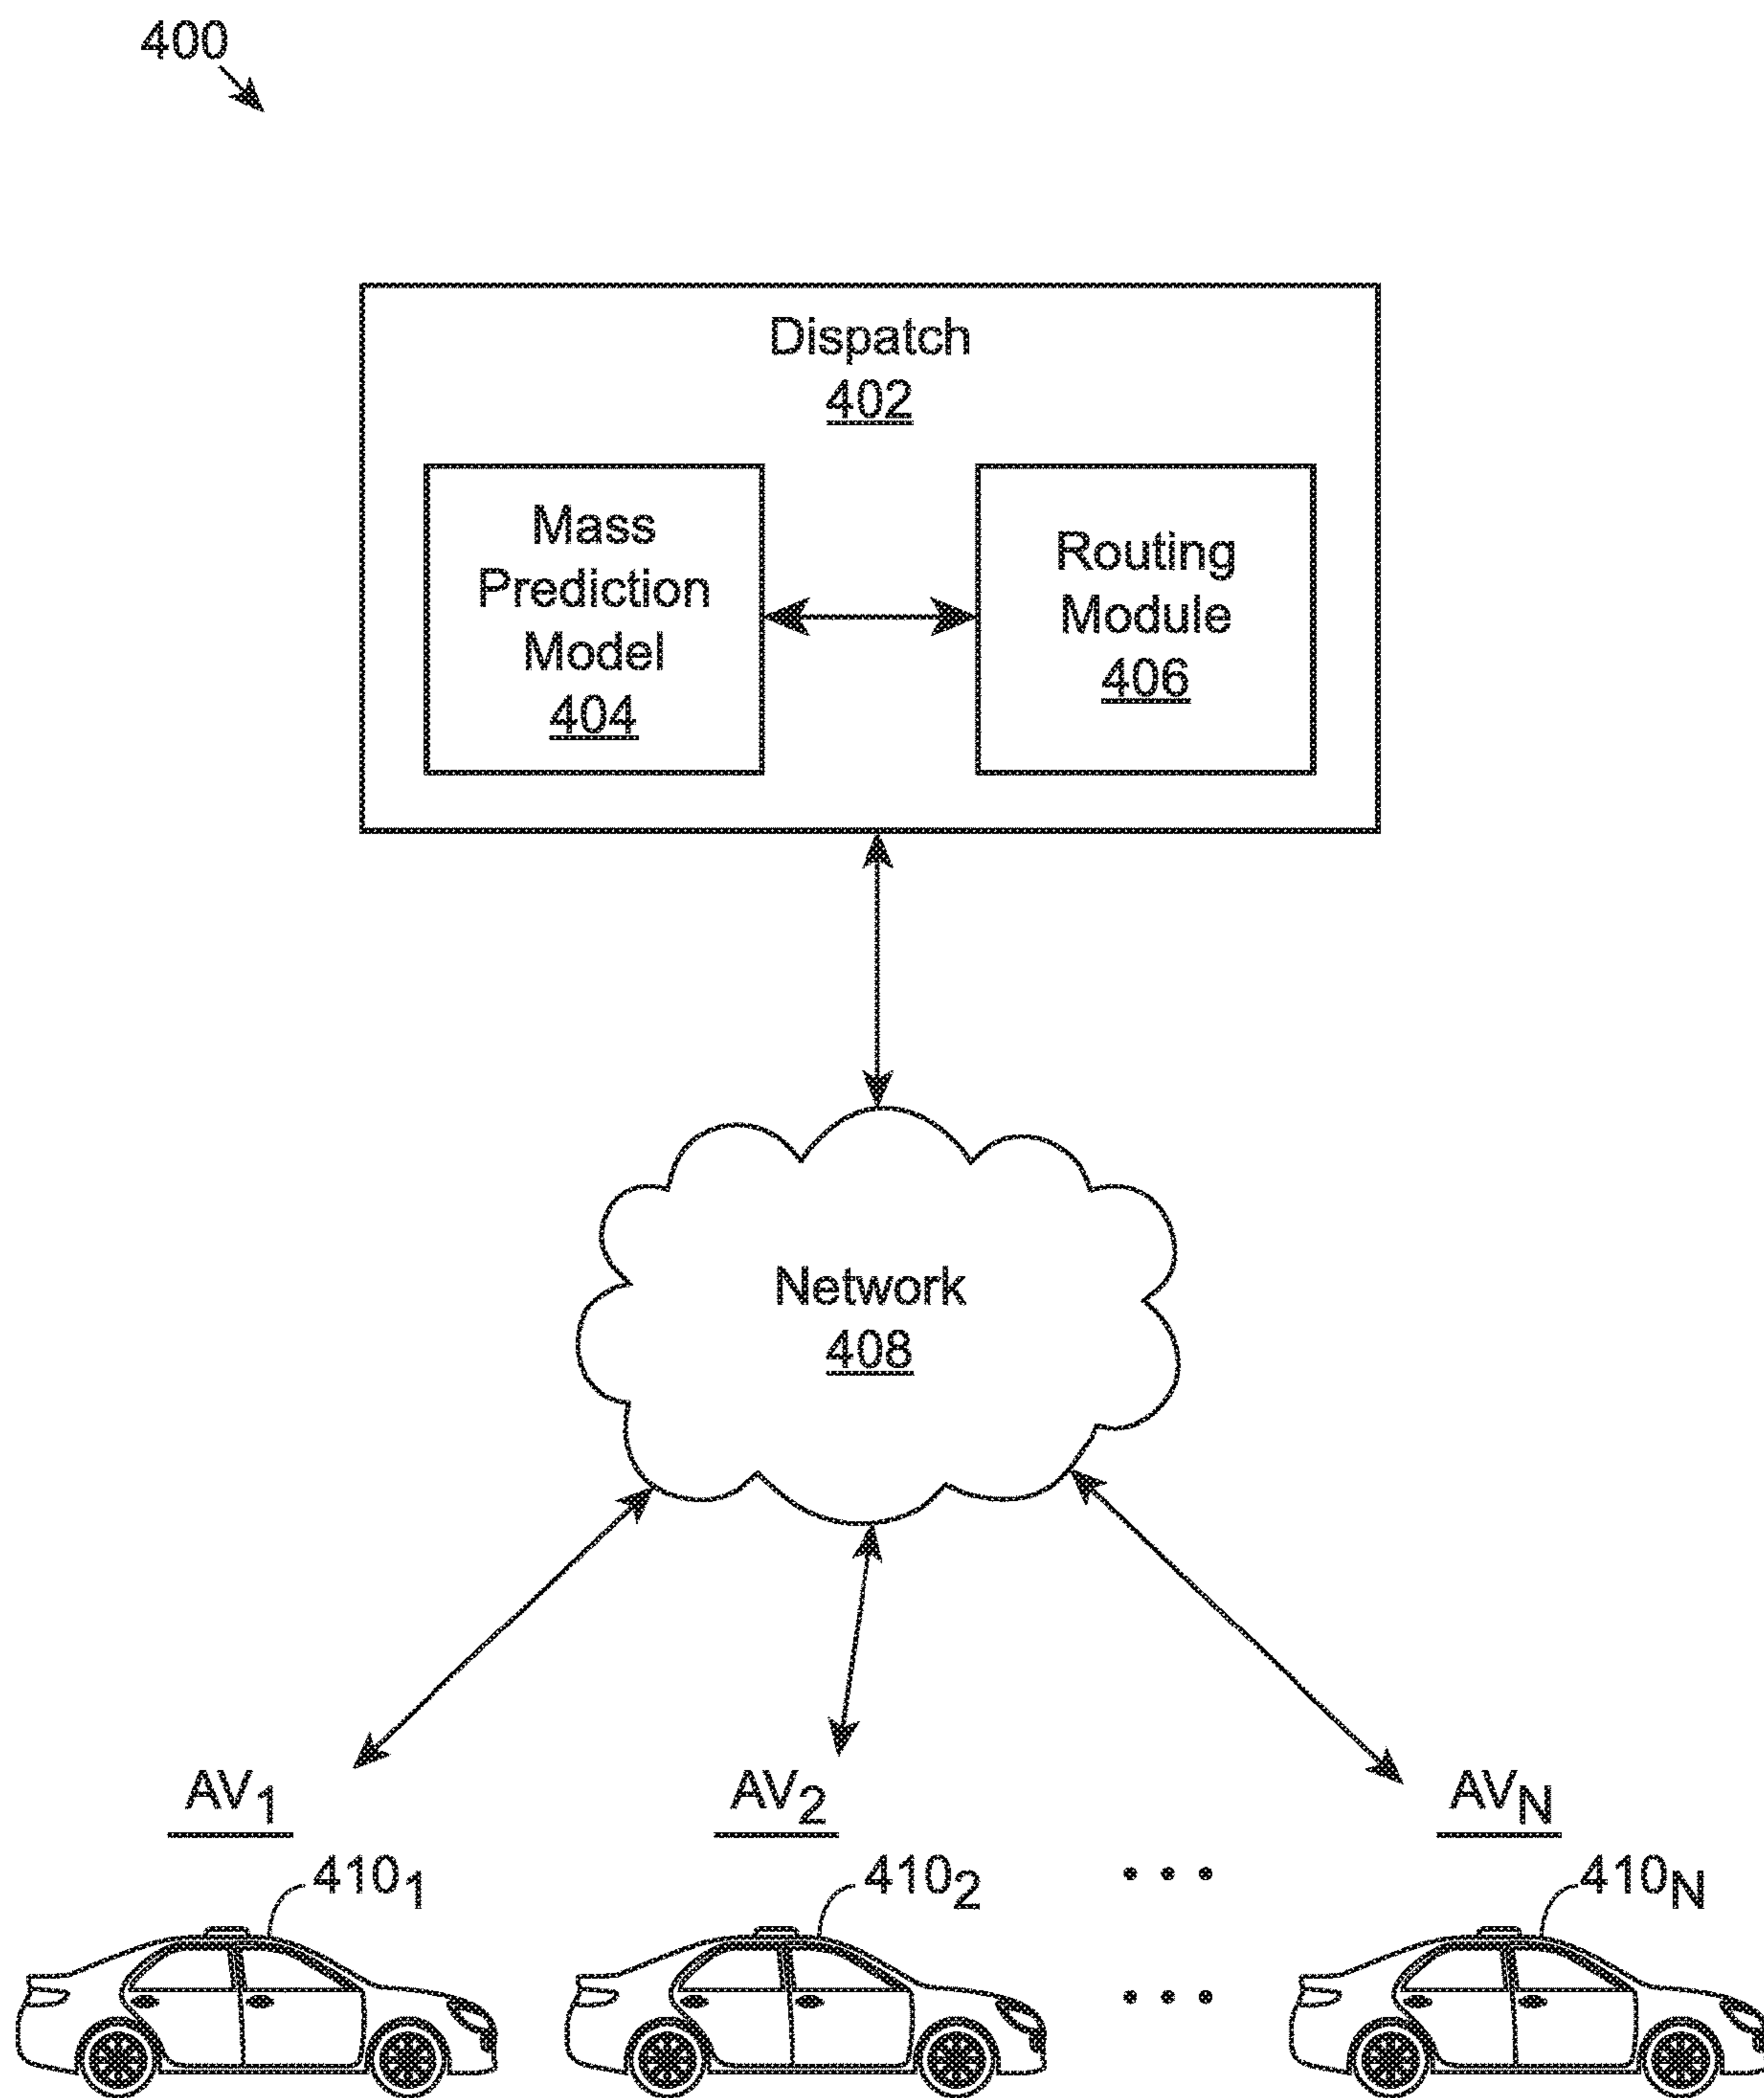 400
Dispatch
402
Mass
Prediction
Model
404
Routing
Module
406
Network
408
AV1
AV2
AVN
4101
4102
• • •
410N
• • •